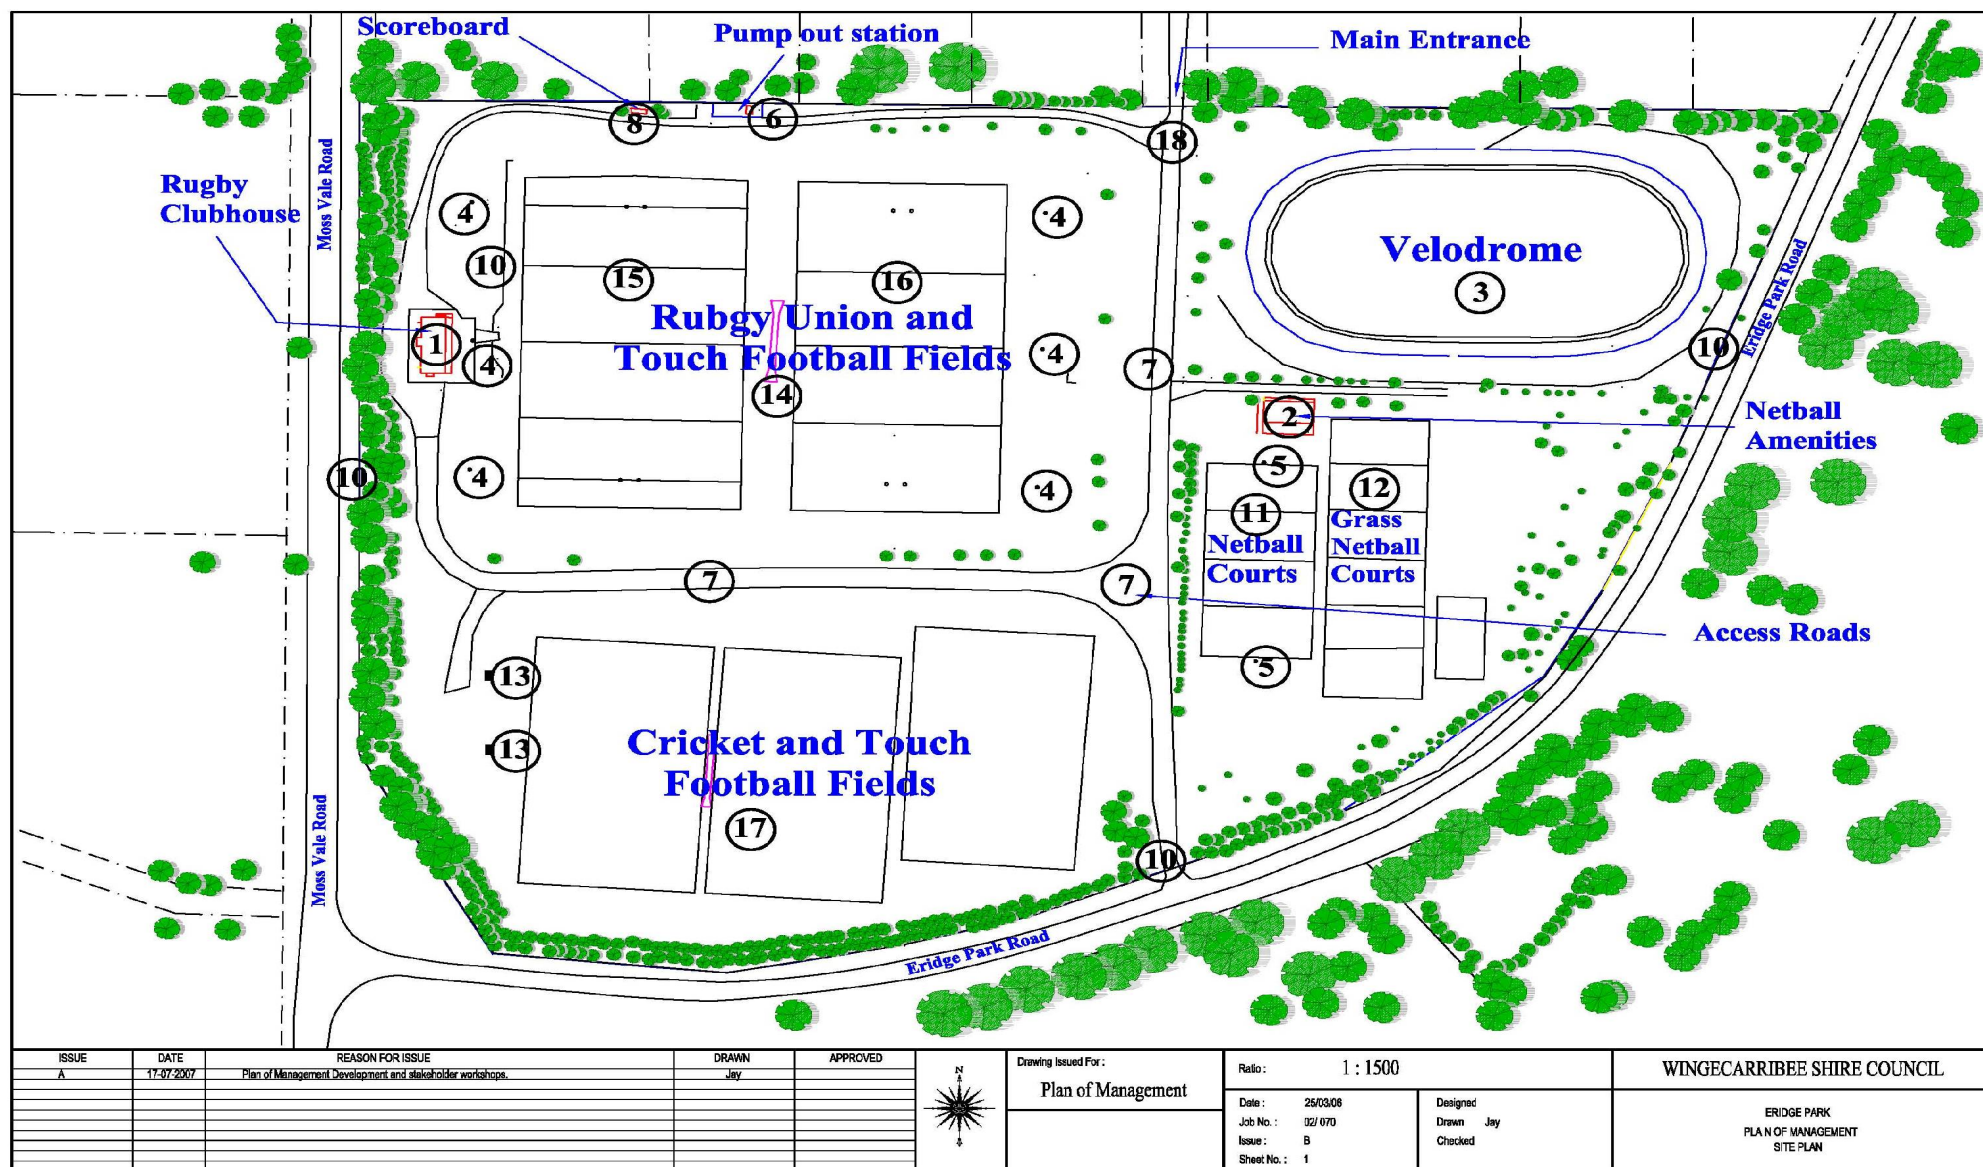 Scoreboard
Pump out station
Main Entrance
8
6
18
Rugby
Clubhouse
Moss Vale Road
4
10
15
16
4
Velodrome
3
Eridge Park Road
Rubgy Union and
Touch Football Fields
1
4
14
4
7
10
2
Netball
Amenities
10
4
4
5
12
11
Grass
Netball
Courts
Netball
Courts
7
7
Access Roads
5
13
13
Cricket and Touch
Football Fields
17
Moss Vale Road
10
Eridge Park Road
ISSUE DATE REASON FOR ISSUE DRAWN APPROVED
A 17-07-2007 Plan of Management Development and stakeholder workshops. Jay
N
Drawing Issued For :
Plan of Management
Ratio : 1 : 1500
Date : 25/03/06
Job No. : 02/ 070
Issue : B
Sheet No. : 1
Designed
Drawn Jay
Checked
WINGECARRIBEE SHIRE COUNCIL
ERIDGE PARK
PLA N OF MANAGEMENT
SITE PLAN